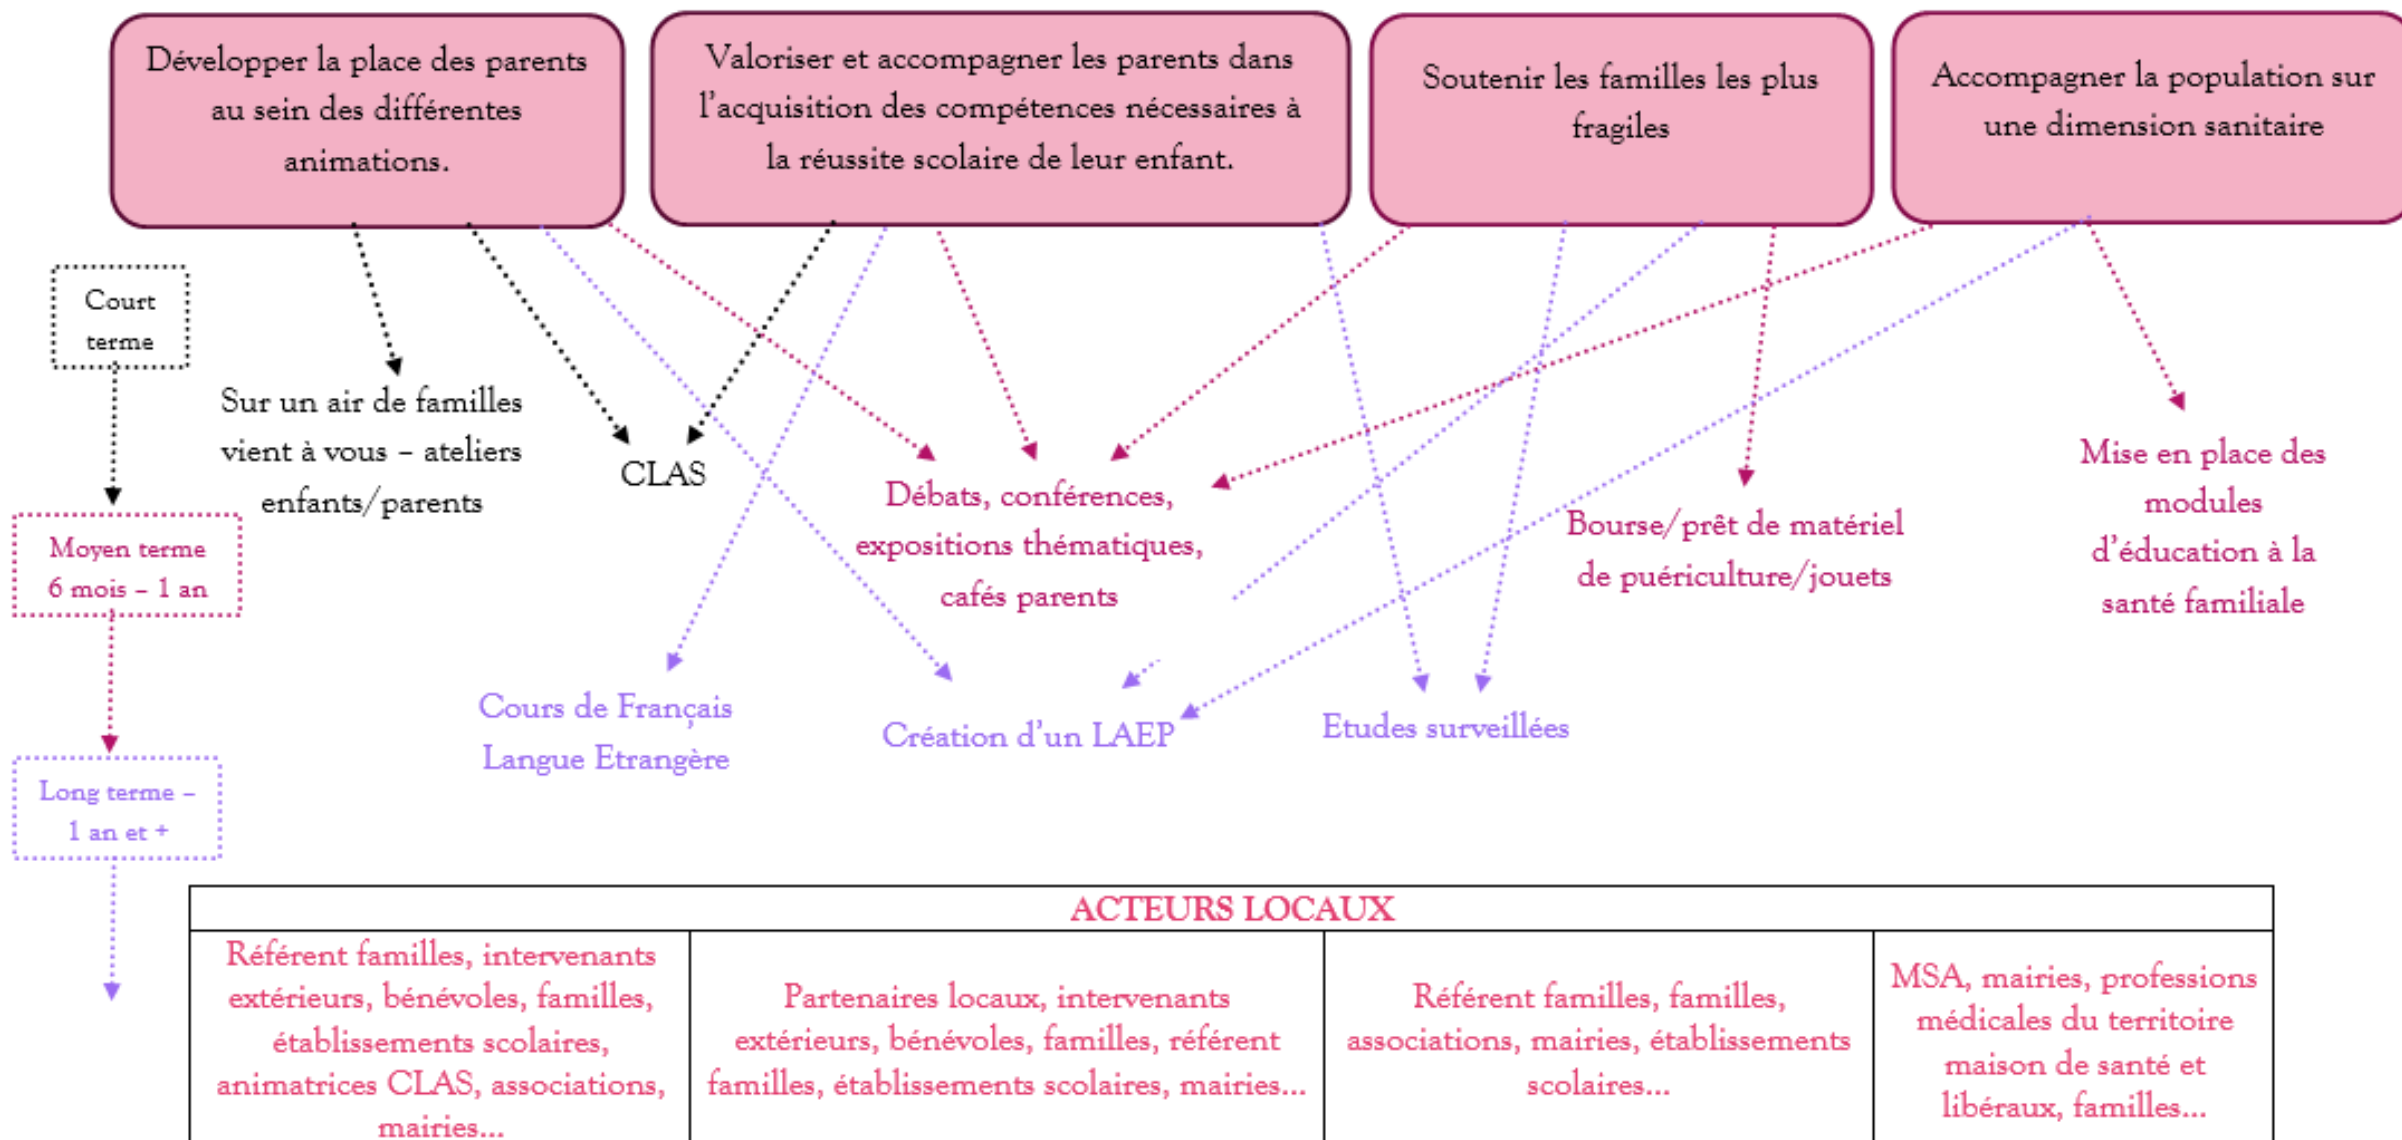 Développer la place des parents
au sein des différentes
animations.
Valoriser et accompagner les parents dans
l'acquisition des compétences nécessaires à
la réussite scolaire de leur enfant.
Soutenir les familles les plus
fragiles
Accompagner la population sur
une dimension sanitaire
Court
terme
Sur un air de familles
vient à vous – ateliers
enfants/parents
CLAS
Débats, conférences,
expositions thématiques,
cafés parents
Bourse/prêt de matériel
de puériculture/jouets
Mise en place des
modules
d'éducation à la
santé familiale
Moyen terme
6 mois – 1 an
Cours de Français
Langue Etrangère
Création d'un LAEP
Etudes surveillées
Long terme –
1 an et +
ACTEURS LOCAUX
Référent familles, intervenants
extérieurs, bénévoles, familles,
établissements scolaires,
animatrices CLAS, associations,
mairies...
Partenaires locaux, intervenants
extérieurs, bénévoles, familles, référent
familles, établissements scolaires, mairies...
Référent familles, familles,
associations, mairies, établissements
scolaires...
MSA, mairies, professions
médicales du territoire
maison de santé et
libéraux, familles...